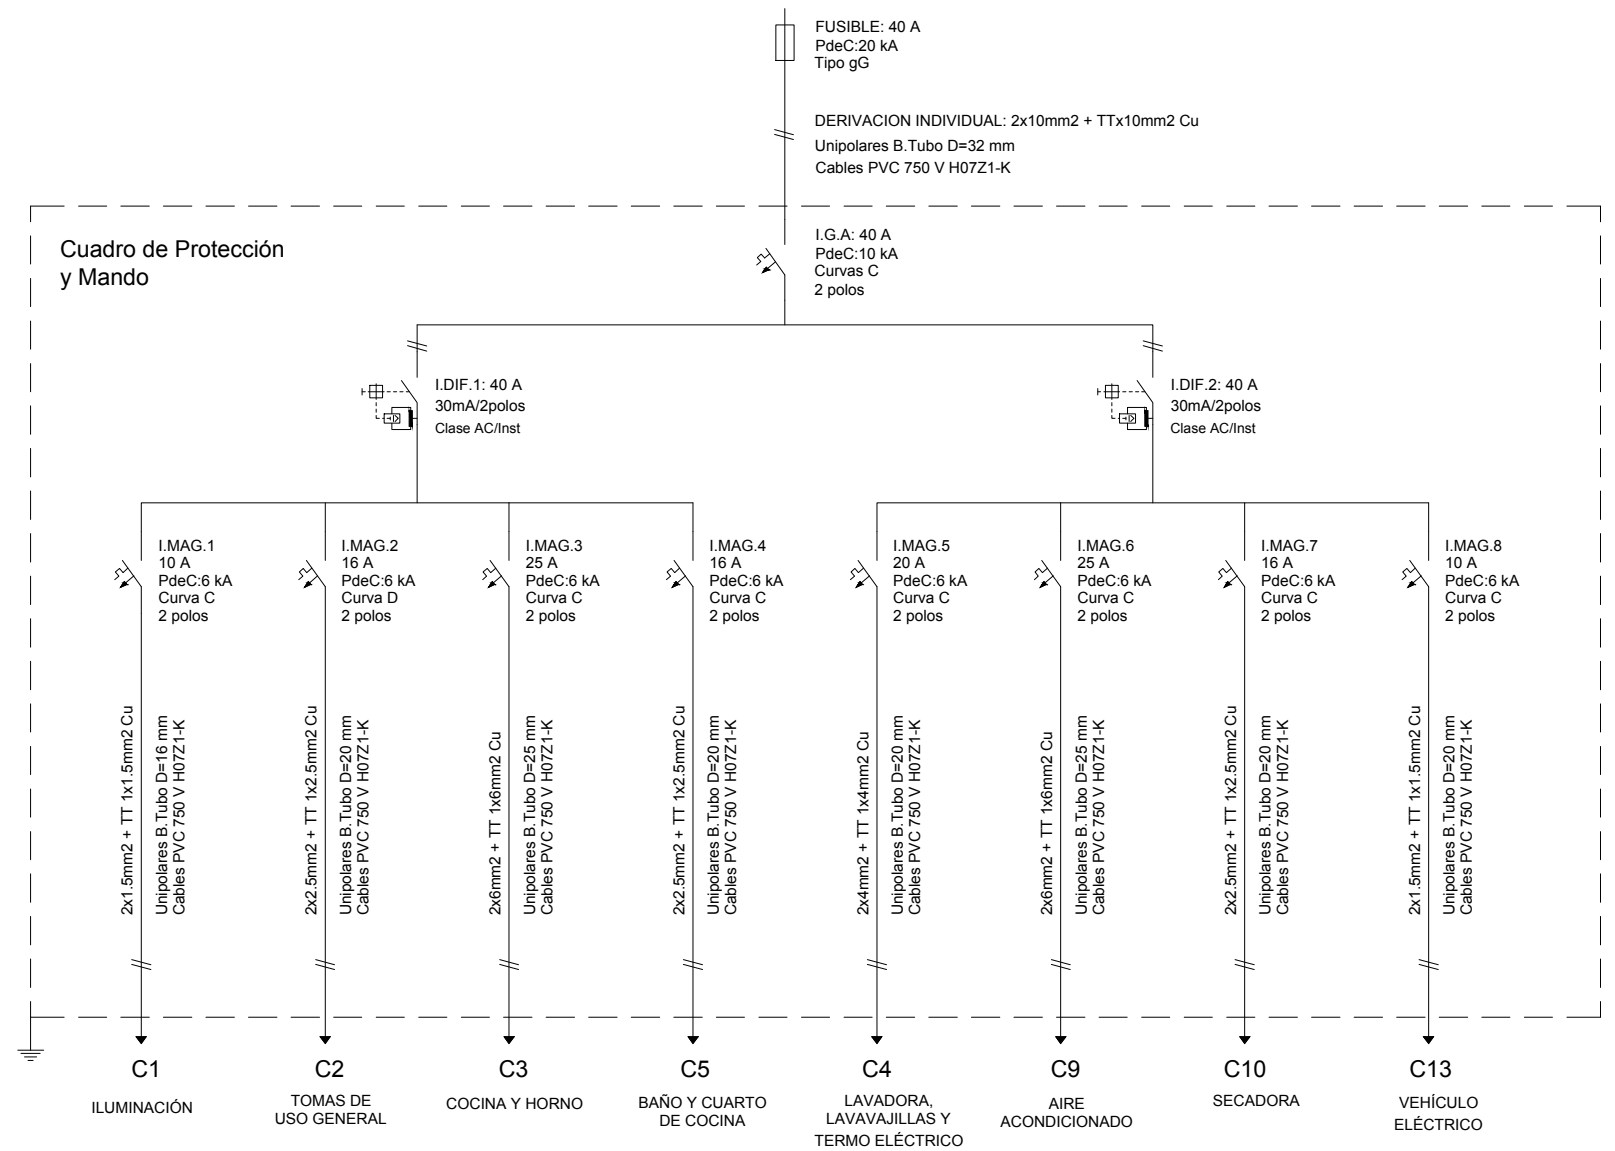 FUSIBLE: 40 A
PdeC:20 kA
Tipo gG
DERIVACION INDIVIDUAL: 2x10mm2 + TTx10mm2 Cu
Unipolares B.Tubo D=32 mm
Cables PVC 750 V H07Z1-K
Cuadro de Protección
y Mando
I.G.A: 40 A
PdeC:10 kA
Curvas C
2 polos
I.DIF.1: 40 A
30mA/2polos
Clase AC/Inst
I.DIF.2: 40 A
30mA/2polos
Clase AC/Inst
I.MAG.1
10 A
PdeC:6 kA
Curva C
2 polos
I.MAG.2
16 A
PdeC:6 kA
Curva D
2 polos
I.MAG.3
25 A
PdeC:6 kA
Curva C
2 polos
I.MAG.4
16 A
PdeC:6 kA
Curva C
2 polos
I.MAG.5
20 A
PdeC:6 kA
Curva C
2 polos
I.MAG.6
25 A
PdeC:6 kA
Curva C
2 polos
I.MAG.7
16 A
PdeC:6 kA
Curva C
2 polos
I.MAG.8
10 A
PdeC:6 kA
Curva C
2 polos
2x1.5mm2 + TT 1x1.5mm2 Cu
Unipolares B.Tubo D=16 mm
Cables PVC 750 V H07Z1-K
2x2.5mm2 + TT 1x2.5mm2 Cu
Unipolares B.Tubo D=20 mm
Cables PVC 750 V H07Z1-K
2x6mm2 + TT 1x6mm2 Cu
Unipolares B.Tubo D=25 mm
Cables PVC 750 V H07Z1-K
2x2.5mm2 + TT 1x2.5mm2 Cu
Unipolares B.Tubo D=20 mm
Cables PVC 750 V H07Z1-K
2x4mm2 + TT 1x4mm2 Cu
Unipolares B.Tubo D=20 mm
Cables PVC 750 V H07Z1-K
2x6mm2 + TT 1x6mm2 Cu
Unipolares B.Tubo D=25 mm
Cables PVC 750 V H07Z1-K
2x2.5mm2 + TT 1x2.5mm2 Cu
Unipolares B.Tubo D=20 mm
Cables PVC 750 V H07Z1-K
2x1.5mm2 + TT 1x1.5mm2 Cu
Unipolares B.Tubo D=20 mm
Cables PVC 750 V H07Z1-K
C1
ILUMINACIÓN
C2
TOMAS DE
USO GENERAL
C3
COCINA Y HORNO
C5
BAÑO Y CUARTO
DE COCINA
C4
LAVADORA,
LAVAVAJILLAS Y
TERMO ELÉCTRICO
C9
AIRE
ACONDICIONADO
C10
SECADORA
C13
VEHÍCULO
ELÉCTRICO